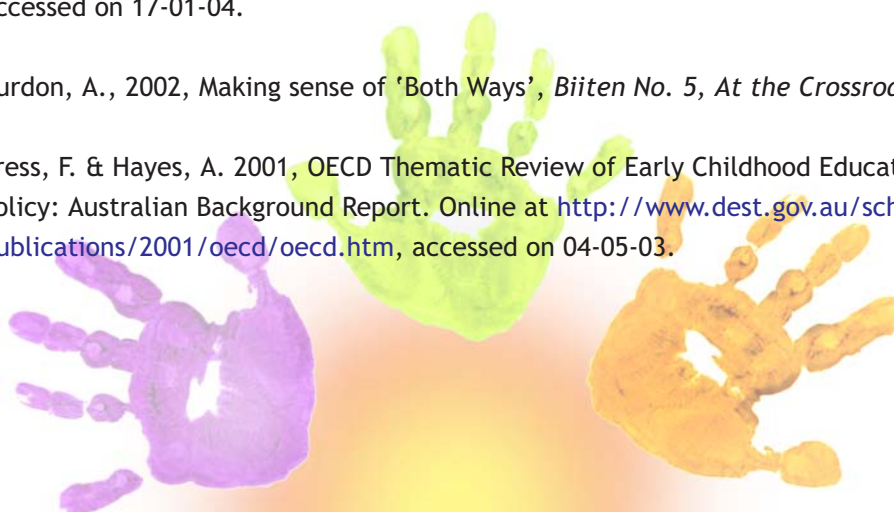 ccessed on 17-01-04.
urdon, A., 2002, Making sense of ‘Both Ways’, Biiten No. 5, At the Crossroa
ress, F. & Hayes, A. 2001, OECD Thematic Review of Early Childhood Educat
olicy: Australian Background Report. Online at http://www.dest.gov.au/sch
ublications/2001/oecd/oecd.htm, accessed on 04-05-03.